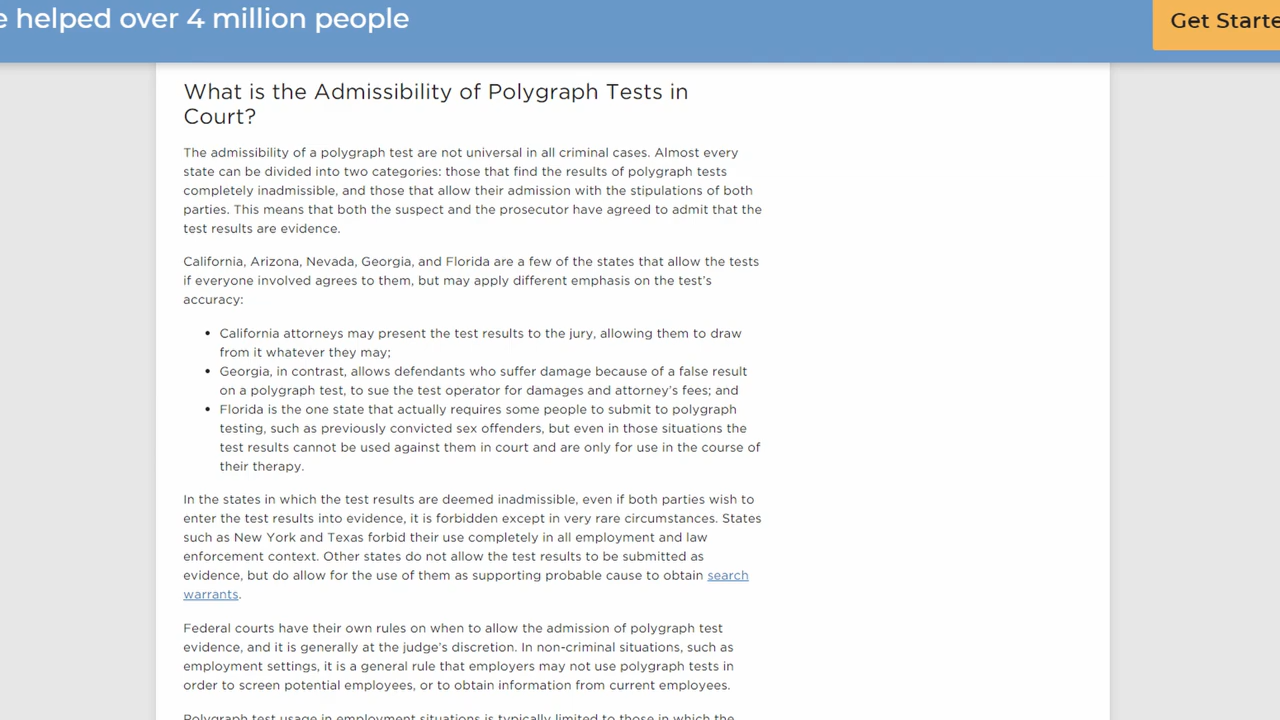 e helped over 4 million people
Get Starte
What is the Admissibility of Polygraph Tests in
Court?
The admissibility of a polygraph test are not universal in all criminal cases. Almost every
state can be divided into two categories: those that find the results of polygraph tests
completely inadmissible, and those that allow their admission with the stipulations of both
parties. This means that both the suspect and the prosecutor have agreed to admit that the
test results are evidence.
California, Arizona, Nevada, Georgia, and Florida are a few of the states that allow the tests
if everyone involved agrees to them, but may apply different emphasis on the test's
accuracy:
• California attorneys may present the test results to the jury, allowing them to draw
from it whatever they may;
• Georgia, in contrast, allows defendants who suffer damage because of a false result
on a polygraph test, to sue the test operator for damages and attorney's fees; and
• Florida is the one state that actually requires some people to submit to polygraph
testing, such as previously convicted sex offenders, but even in those situations the
test results cannot be used against them in court and are only for use in the course of
their therapy.
In the states in which the test results are deemed inadmissible, even if both parties wish to
enter the test results into evidence, it is forbidden except in very rare circumstances. States
such as New York and Texas forbid their use completely in all employment and law
enforcement context. Other states do not allow the test results to be submitted as
evidence, but do allow for the use of them as supporting probable cause to obtain search
warrants.
Federal courts have their own rules on when to allow the admission of polygraph test
evidence, and it is generally at the judge's discretion. In non-criminal situations, such as
employment settings, it is a general rule that employers may not use polygraph tests in
order to screen potential employees, or to obtain information from current employees.
Polygraph test usage in employment situations is typically limited to those in which the